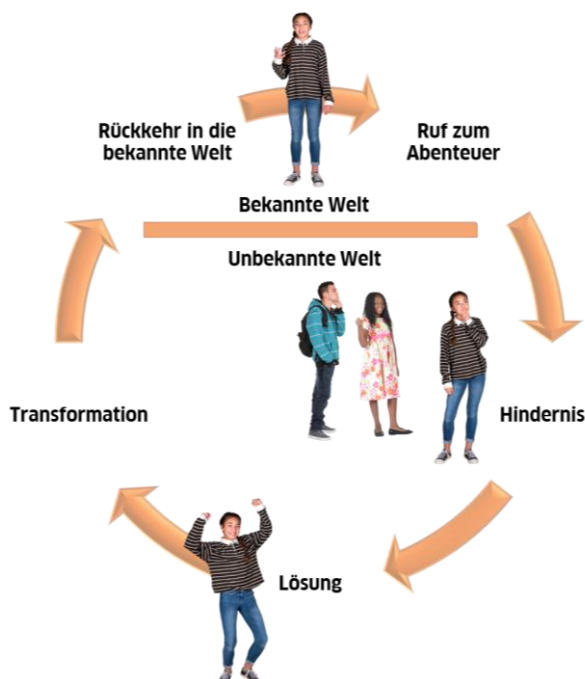 Rückkehr in die
bekannte Welt
Ruf zum
Abenteuer
Bekannte Welt
Unbekannte Welt
Transformation
Hindernis
Lösung